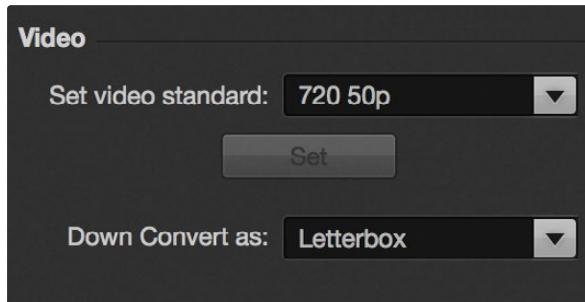 Video
Set video standard: 720 50p
Set
Down Convert as: Letterbox